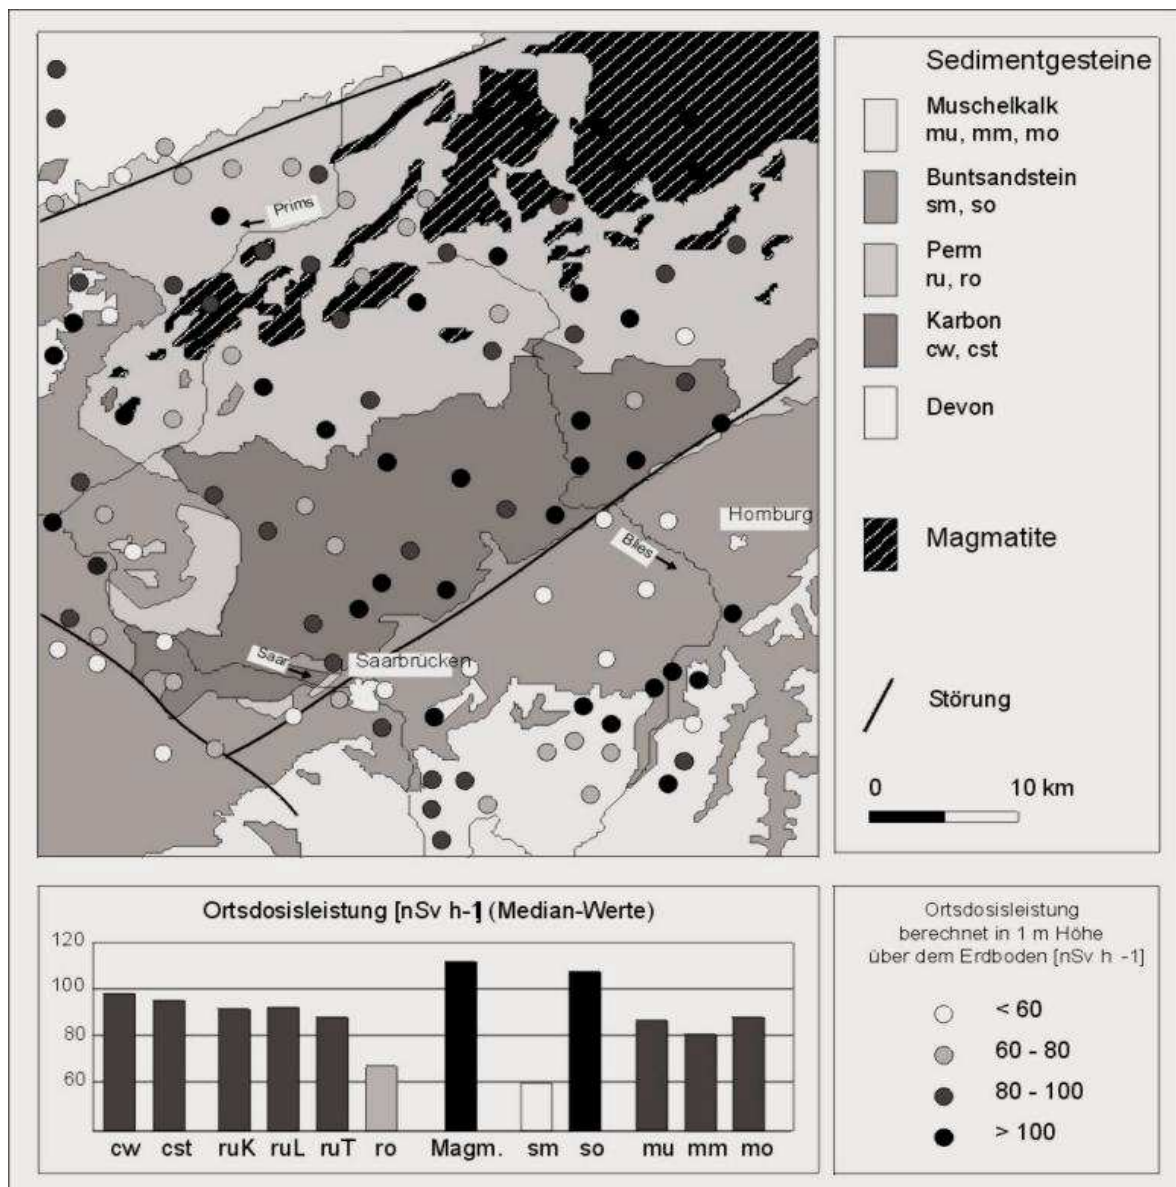 Prims
Homburg
Blies
Saar
Saarbrücken
Sedimentgesteine
Muschelkalk
mu, mm, mo
Buntsandstein
sm, so
Perm
ru, ro
Karbon
cw, cst
Devon
Magmatite
Störung
0 10 km
Ortsdosisleistung [nSv h-1] (Median-Werte)
120
100
80
60
cw cst ruK ruL ruT ro Magm. sm so mu mm mo
Ortsdosisleistung
berechnet in 1 m Höhe
über dem Erdboden [nSv h -1]
< 60
60 - 80
80 - 100
> 100